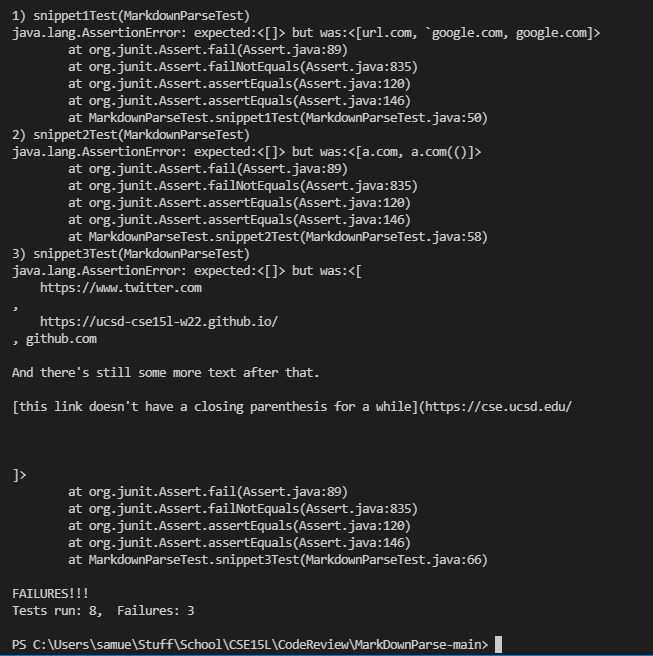 1) snippet1Test(MarkdownParseTest)
java.lang.AssertionError: expected:<[]> but was:<[url.com, `google.com, google.com]>
        at org.junit.Assert.fail(Assert.java:89)
        at org.junit.Assert.failNotEquals(Assert.java:835)
        at org.junit.Assert.assertEquals(Assert.java:120)
        at org.junit.Assert.assertEquals(Assert.java:146)
        at MarkdownParseTest.snippet1Test(MarkdownParseTest.java:50)
2) snippet2Test(MarkdownParseTest)
java.lang.AssertionError: expected:<[]> but was:<[a.com, a.com(()]>
        at org.junit.Assert.fail(Assert.java:89)
        at org.junit.Assert.failNotEquals(Assert.java:835)
        at org.junit.Assert.assertEquals(Assert.java:120)
        at org.junit.Assert.assertEquals(Assert.java:146)
        at MarkdownParseTest.snippet2Test(MarkdownParseTest.java:58)
3) snippet3Test(MarkdownParseTest)
java.lang.AssertionError: expected:<[]> but was:<[
    https://www.twitter.com
,
    https://ucsd-cse15l-w22.github.io/
, github.com

And there's still some more text after that.

[this link doesn't have a closing parenthesis for a while](https://cse.ucsd.edu/



]>
        at org.junit.Assert.fail(Assert.java:89)
        at org.junit.Assert.failNotEquals(Assert.java:835)
        at org.junit.Assert.assertEquals(Assert.java:120)
        at org.junit.Assert.assertEquals(Assert.java:146)
        at MarkdownParseTest.snippet3Test(MarkdownParseTest.java:66)

FAILURES!!!
Tests run: 8,  Failures: 3

PS C:\Users\samue\Stuff\School\CSE15L\CodeReview\MarkDownParse-main>